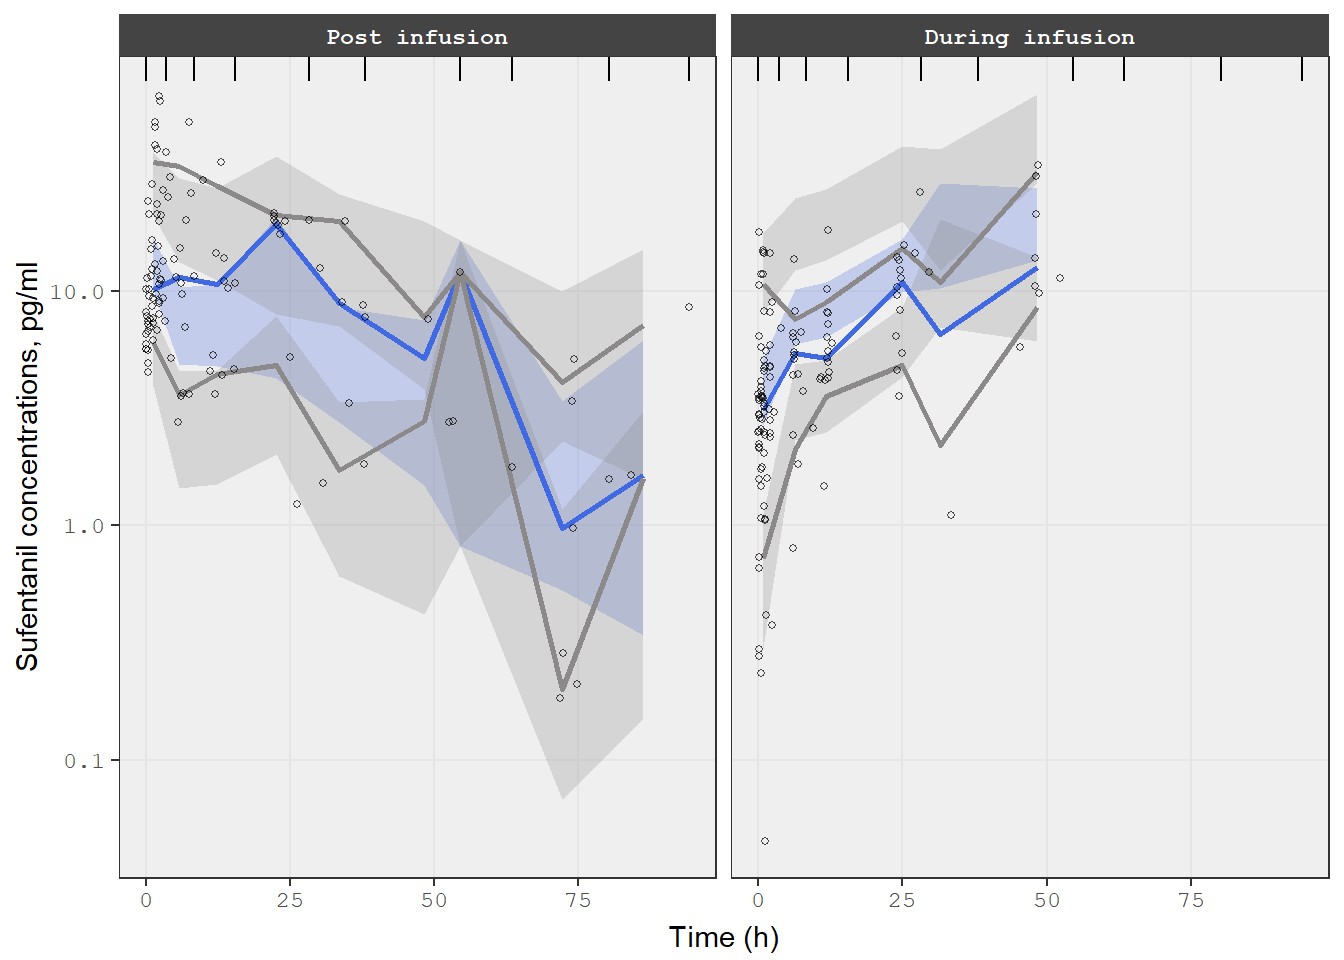 Post infusion
During infusion
Sufentanil concentrations, pg/ml
10.0
1.0
0.1
0 25 50 75
0 25 50 75
Time (h)